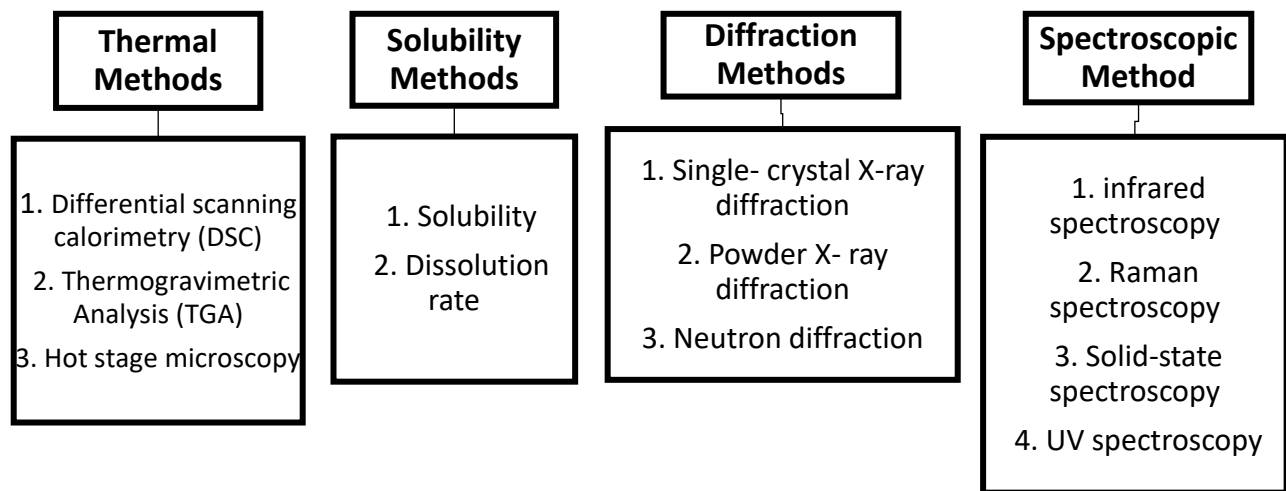 Thermal
Methods
1. Differential scanning
calorimetry (DSC)
2. Thermogravimetric
Analysis (TGA)
3. Hot stage microscopy
Solubility
Methods
1. Solubility
2. Dissolution
rate
Diffraction
Methods
1. Single- crystal X-ray
diffraction
2. Powder X- ray
diffraction
3. Neutron diffraction
Spectroscopic
Method
1. infrared
spectroscopy
2. Raman
spectroscopy
3. Solid-state
spectroscopy
4. UV spectroscopy